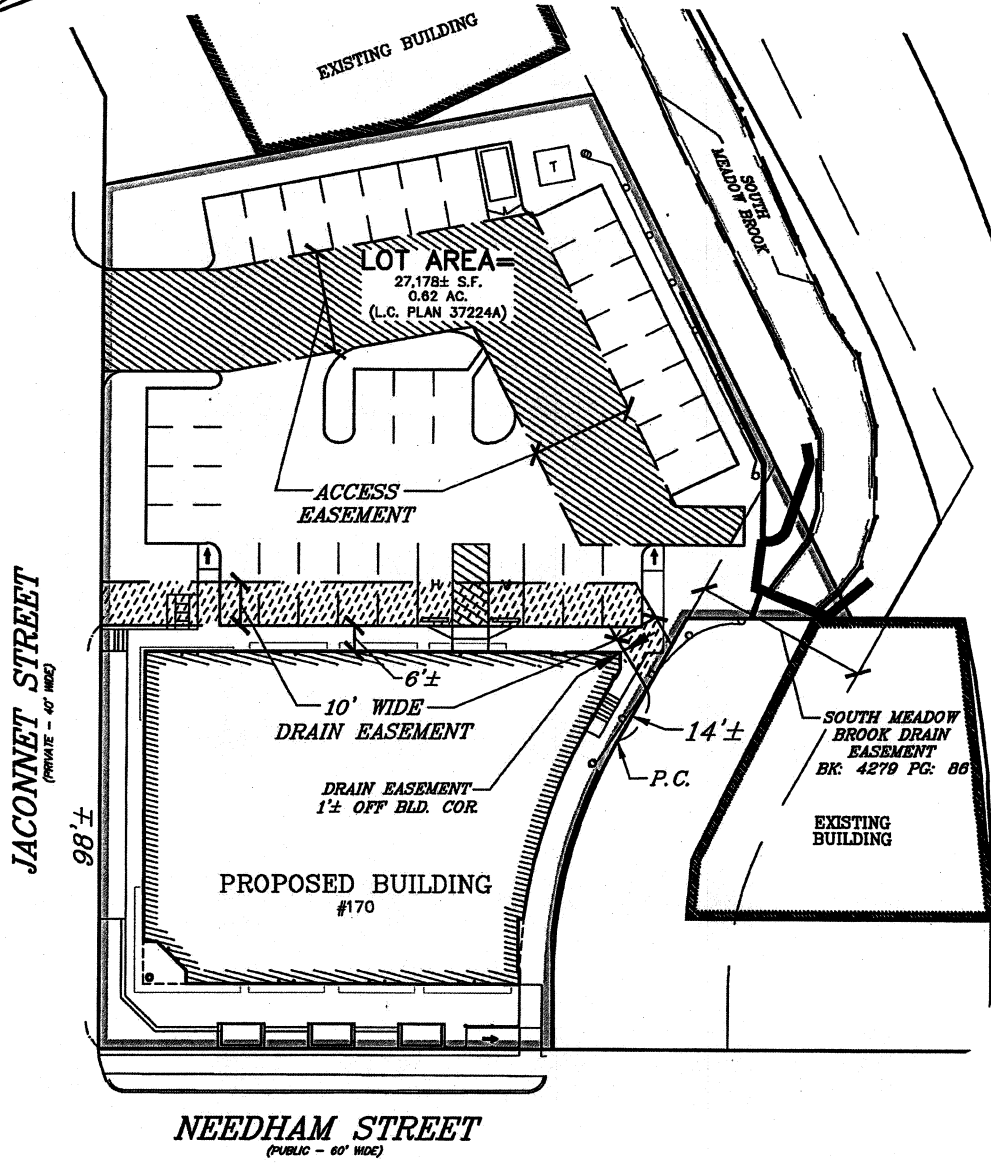 EXISTING BUILDING
SOUTH
MEADOW BROOK
T
LOT AREA=
27,178± S.F.
0.62 AC.
(L.C. PLAN 37224A)
ACCESS
EASEMENT
6'±
10' WIDE
DRAIN EASEMENT
14'±
P.C.
SOUTH MEADOW
BROOK DRAIN
EASEMENT
BK: 4279 PG: 86
DRAIN EASEMENT
1'± OFF BLD. COR.
EXISTING
BUILDING
JACONNET STREET
(PRIVATE - 40' WIDE)
98'±
PROPOSED BUILDING
#170
NEEDHAM STREET
(PUBLIC - 60' WIDE)